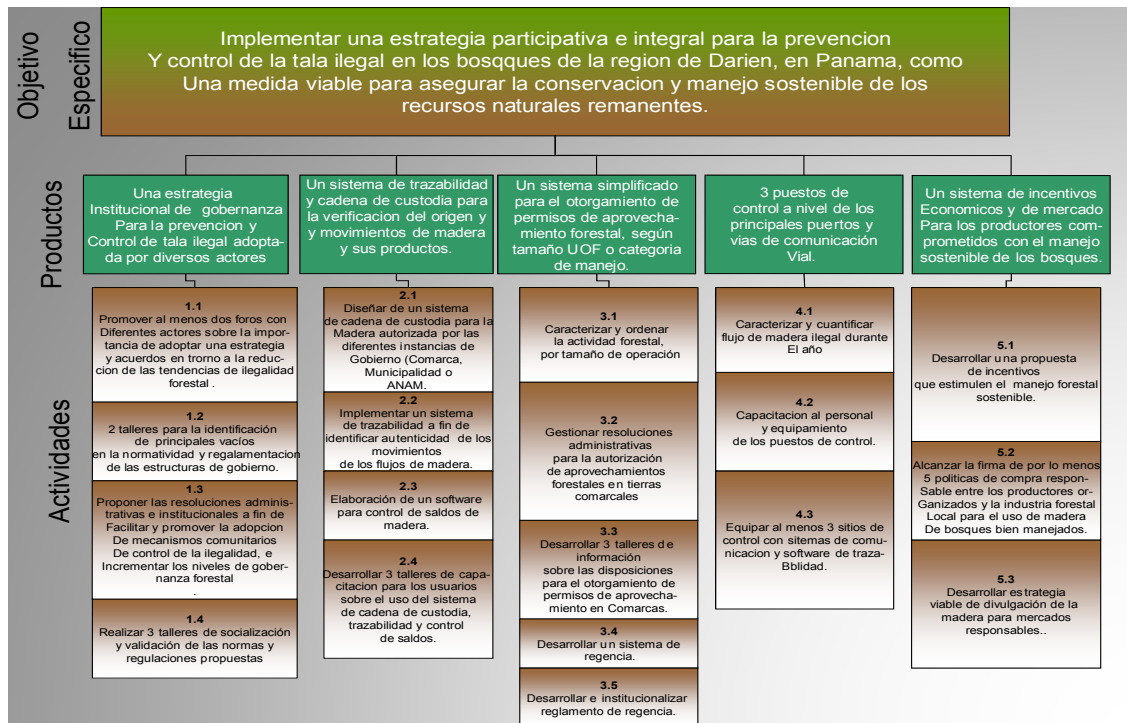 Objetivo
Especifico
Implementar una estrategia participativa e integral para la prevencion
Y control de la tala ilegal en los bosqques de la region de Darien, en Panama, como
Una medida viable para asegurar la conservacion y manejo sostenible de los
recursos naturales remanentes.
Productos
Una estrategia
Institucional de gobernanza
Para la prevencion y
Control de tala ilegal adopta-
da por diversos actores
Un sistema de trazabilidad
y cadena de custodia para
la verificacion del origen y
y movimientos de madera
y sus productos.
Un sistema simplificado
para el otorgamiento de
permisos de aprovecha-
miento forestal, según
tamaño UOF o categoria
de manejo.
3 puestos de
control a nivel de los
principales puertos y
vias de comunicación
Vial.
Un sistema de incentivos
Economicos y de mercado
Para los productores com-
prometidos con el manejo
sostenible de los bosques.
Actividades
1.1
Promover al menos dos foros con
Diferentes actores sobre la impor-
tancia de adoptar una estrategia
y acuerdos en trorno a la reduc-
cion de las tendencias de ilegalidad
forestal .
1.2
2 talleres para la identificación
de principales vacíos
en la normatividad y regalamentacion
de las estructuras de gobierno.
1.3
Proponer las resoluciones adminis-
trativas e institucionales a fin de
Facilitar y promover la adopcion
De mecanismos comunitarios
De control de la ilegalidad, e
Incrementar los niveles de gober-
nanza forestal
.
1.4
Realizar 3 talleres de socialización
y validación de las normas y
regulaciones propuestas
2.1
Diseñar de un sistema
de cadena de custodia para la
Madera autorizada por las
diferentes instancias de
Gobierno (Comarca,
Municipalidad o
ANAM.
2.2
Implementar un sistema
de trazabilidad a fin de
identificar autenticidad de los
movimientos
de los flujos de madera.
2.3
Elaboración de un software
para control de saldos de
madera.
2.4
Desarrollar 3 talleres de capa-
citacion para los usuarios
sobre el uso del sistema
de cadena de custodia,
trazabilidad y control
de saldos.
3.1
Caracterizar y ordenar
la actividad forestal,
por tamaño de operación
3.2
Gestionar resoluciones
administrativas
para la autorización
de aprovechamientos
forestales en tierras
comarcales
3.3
Desarrollar 3 talleres de
información
sobre las disposiciones
para el otorgamiento de
permisos de aprovecha-
miento en Comarcas.
3.4
Desarrollar un sistema de
regencia.
3.5
Desarrollar e institucionalizar
reglamento de regencia.
4.1
Caracterizar y cuantificar
flujo de madera ilegal durante
El año
4.2
Capacitacion al personal
y equipamiento
de los puestos de control.
4.3
Equipar al menos 3 sitios de
control con sitemas de comu-
nicacion y software de traza-
Bblidad.
5.1
Desarrollar una propuesta
de incentivos
que estimulen el manejo forestal
sostenible.
5.2
Alcanzar la firma de por lo menos
5 politicas de compra respon-
Sable entre los productores or-
Ganizados y la industria forestal
Local para el uso de madera
De bosques bien manejados.
5.3
Desarrollar estrategia
viable de divulgación de la
madera para mercados
responsables..